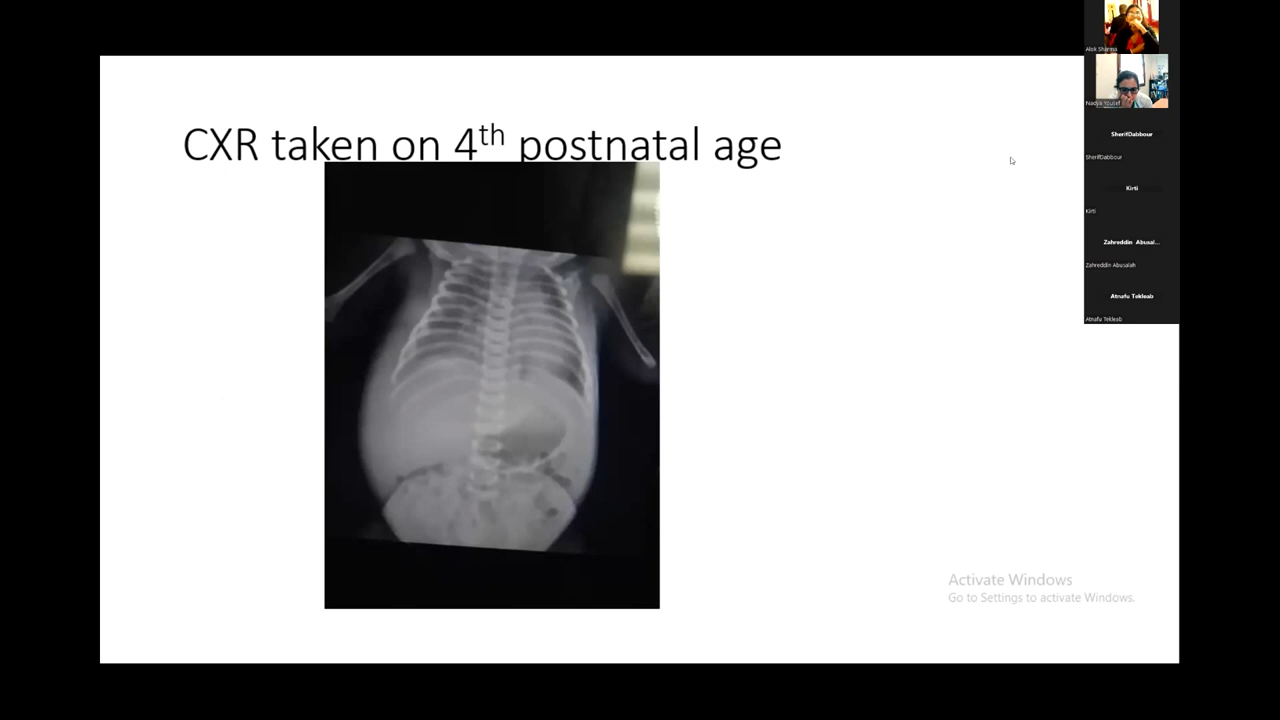 CXR taken on 4th postnatal age
Alok Sharma
Nadya Yousef
SherifDabbour
SherifDabbour
Kirti
Kirti
Zahreddin Abusal...
Zahreddin Abusalah
Atnafu Tekleab
Atnafu Tekleab
Activate Windows
Go to Settings to activate Windows.